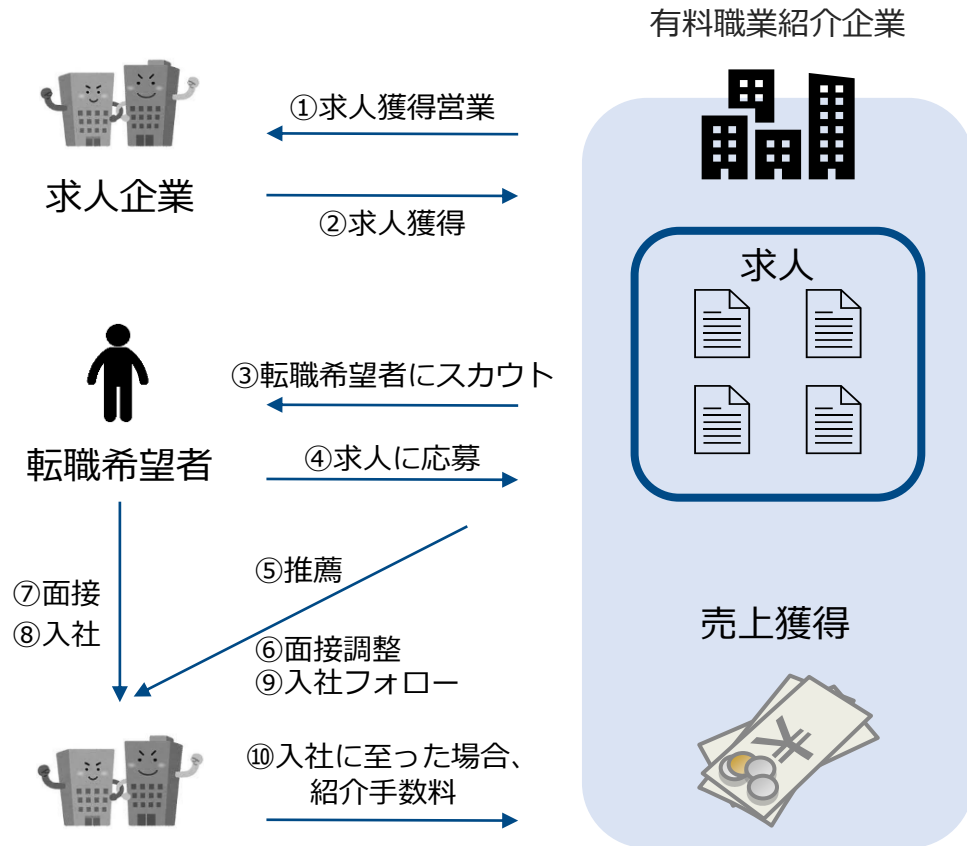 有料職業紹介企業
①求人獲得営業
求人企業
②求人獲得
求人
③転職希望者にスカウト
転職希望者
④求人に応募
⑤推薦
⑦面接
⑧入社
売上獲得
⑥面接調整
⑨入社フォロー
⑩入社に至った場合、
紹介手数料
¥